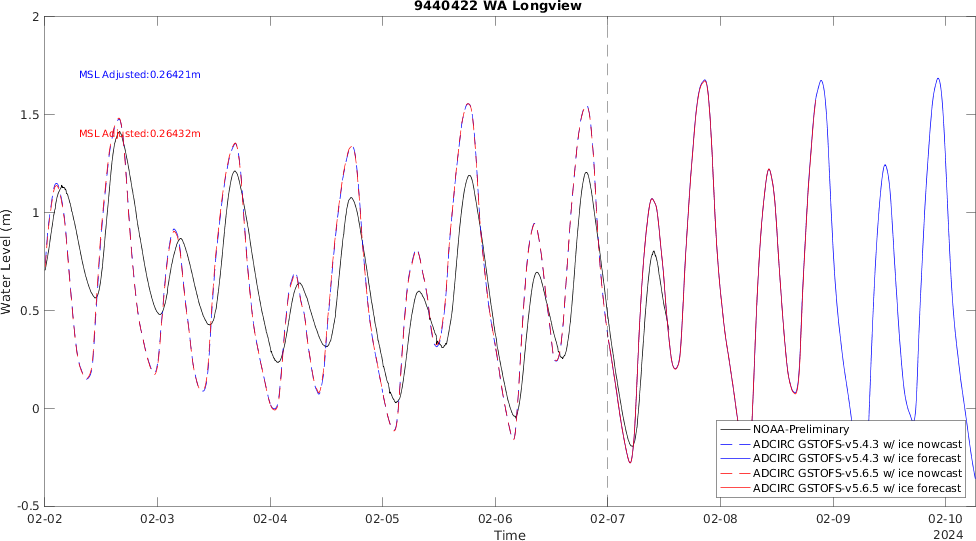 9440422 WA Longview
MSL Adjusted:0.26421m
MSL Adjusted:0.26432m
Water Level (m)
2
1.5
1
0.5
0
-0.5
NOAA-Preliminary
ADCIRC GSTOFS-v5.4.3 w/ ice nowcast
ADCIRC GSTOFS-v5.4.3 w/ ice forecast
ADCIRC GSTOFS-v5.6.5 w/ ice nowcast
ADCIRC GSTOFS-v5.6.5 w/ ice forecast
02-02 02-03 02-04 02-05 02-06 02-07 02-08 02-09 02-10
Time
2024